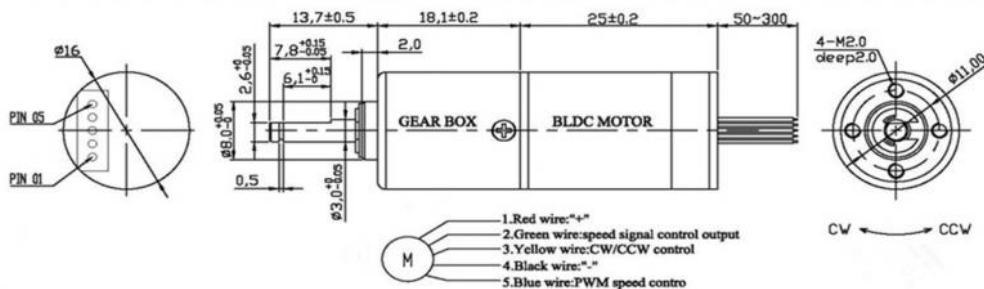 13,7±0.5
18,1±0.2
25±0.2
50~300
7,8 +0.15 -0.05
2,0
6,1 +0.15 -0
2,6 -0.05
Ø16
PIN 05
PIN 01
Ø8.0 +0.05 -0
0,5
Ø3,0 +0 -0.05
GEAR BOX
BLDC MOTOR
4-M2.0
deep2.0
Ø11,00
CW
CCW
M
1.Red wire:"+"
2.Green wire:speed signal control output
3.Yellow wire:CW/CCW control
4.Black wire:"-"
5.Blue wire:PWM speed contro